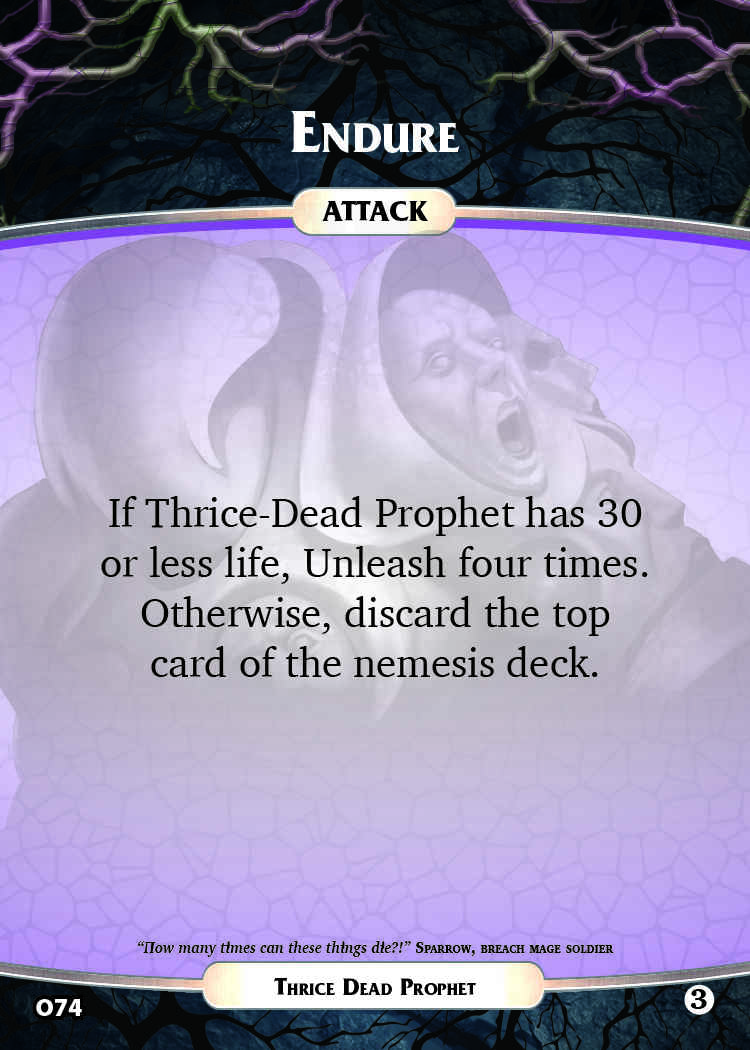 Endure
ATTACK
If Thrice-Dead Prophet has 30
or less life, Unleash four times.
Otherwise, discard the top
card of the nemesis deck.
“How many times can these things die?!” Sparrow, breach mage soldier
Thrice Dead Prophet
074
3